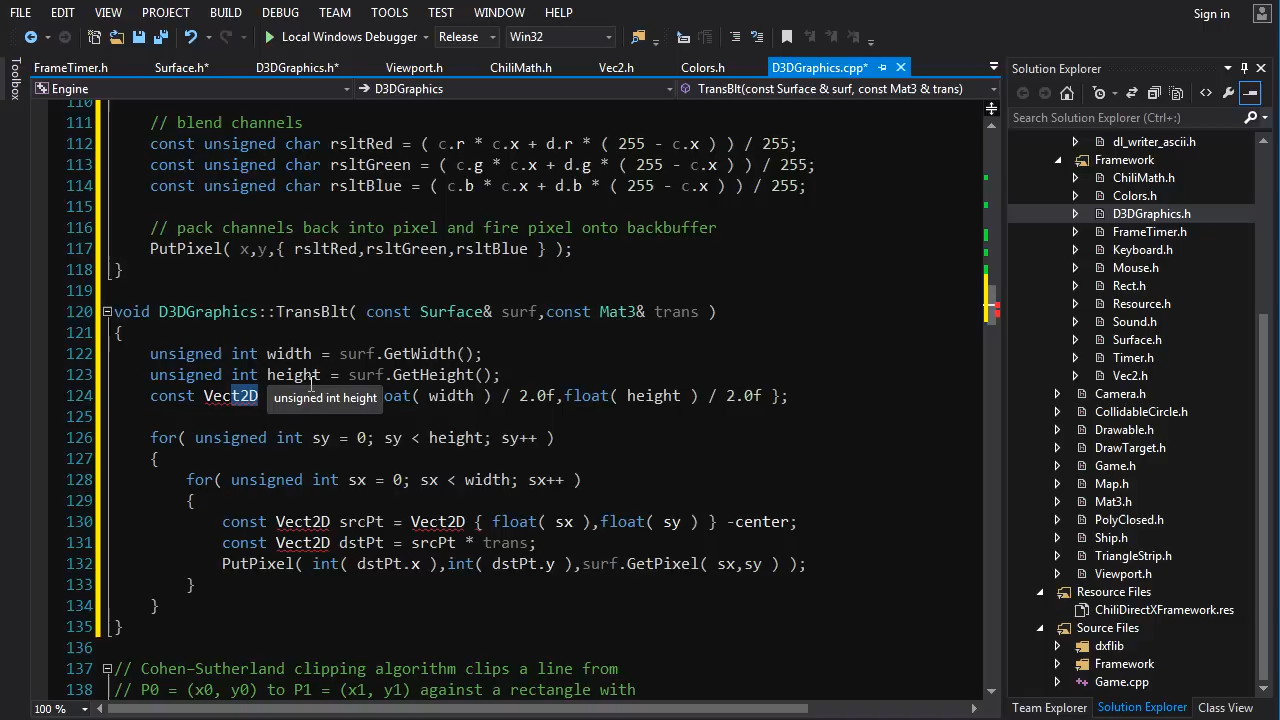 FILE EDIT VIEW PROJECT BUILD DEBUG TEAM TOOLS TEST WINDOW HELP Sign in
Local Windows Debugger Release Win32
Toolbox
FrameTimer.h Surface.h* D3DGraphics.h* Viewport.h ChiliMath.h Vec2.h Colors.h D3DGraphics.cpp*
Engine D3DGraphics TransBlt(const Surface & surf, const Mat3 & trans)
110
111 // blend channels
112 const unsigned char rsltRed = ( c.r * c.x + d.r * ( 255 - c.x ) ) / 255;
113 const unsigned char rsltGreen = ( c.g * c.x + d.g * ( 255 - c.x ) ) / 255;
114 const unsigned char rsltBlue = ( c.b * c.x + d.b * ( 255 - c.x ) ) / 255;
115
116 // pack channels back into pixel and fire pixel onto backbuffer
117 PutPixel( x,y,{ rsltRed,rsltGreen,rsltBlue } );
118 }
119
120 void D3DGraphics::TransBlt( const Surface& surf,const Mat3& trans )
121 {
122 unsigned int width = surf.GetWidth();
123 unsigned int height = surf.GetHeight();
124 const Vect2D oat( width ) / 2.0f,float( height ) / 2.0f };
unsigned int height
125
126 for( unsigned int sy = 0; sy < height; sy++ )
127 {
128 for( unsigned int sx = 0; sx < width; sx++ )
129 {
130 const Vect2D srcPt = Vect2D { float( sx ),float( sy ) } -center;
131 const Vect2D dstPt = srcPt * trans;
132 PutPixel( int( dstPt.x ),int( dstPt.y ),surf.GetPixel( sx,sy ) );
133 }
134 }
135 }
136
137 // Cohen–Sutherland clipping algorithm clips a line from
138 // P0 = (x0, y0) to P1 = (x1, y1) against a rectangle with
100 %
Solution Explorer
Search Solution Explorer (Ctrl+;)
dl_writer_ascii.h
Framework
ChiliMath.h
Colors.h
D3DGraphics.h
FrameTimer.h
Keyboard.h
Mouse.h
Rect.h
Resource.h
Sound.h
Surface.h
Timer.h
Vec2.h
Camera.h
CollidableCircle.h
Drawable.h
DrawTarget.h
Game.h
Map.h
Mat3.h
PolyClosed.h
Ship.h
TriangleStrip.h
Viewport.h
Resource Files
ChiliDirectXFramework.res
Source Files
dxflib
Framework
Game.cpp
Team Explorer Solution Explorer Class View